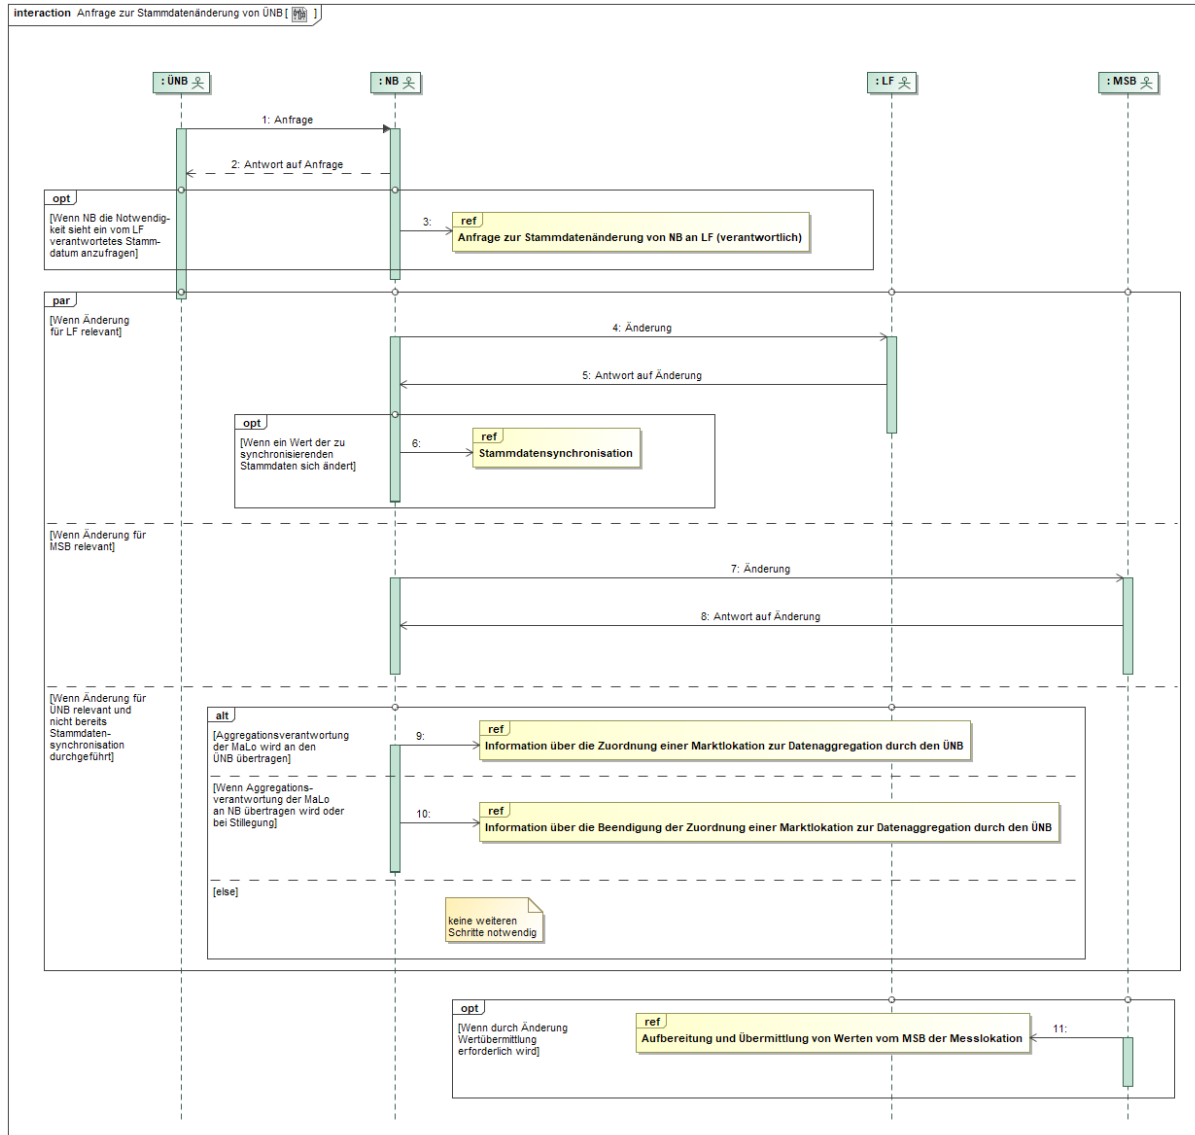 interaction Anfrage zur Stammdatenänderung von ÜNB [ ]
: ÜNB
: NB
: LF
: MSB
1: Anfrage
2: Antwort auf Anfrage
opt
[Wenn NB die Notwendig-
keit sieht ein vom LF
verantwortetes Stamm-
datum anzufragen]
3:
ref
Anfrage zur Stammdatenänderung von NB an LF (verantwortlich)
par
[Wenn Änderung
für LF relevant]
4: Änderung
5: Antwort auf Änderung
opt
[Wenn ein Wert der zu
synchronisierenden
Stammdaten sich ändert]
6:
ref
Stammdatensynchronisation
[Wenn Änderung für
MSB relevant]
7: Änderung
8: Antwort auf Änderung
[Wenn Änderung für
ÜNB relevant und
nicht bereits
Stammdaten-
synchronisation
durchgeführt]
alt
[Aggregationsverantwortung
der MaLo wird an den
ÜNB übertragen]
9:
ref
Information über die Zuordnung einer Marktlokation zur Datenaggregation durch den ÜNB
[Wenn Aggregations-
verantwortung der MaLo
an NB übertragen wird oder
bei Stillegung]
10:
ref
Information über die Beendigung der Zuordnung einer Marktlokation zur Datenaggregation durch den ÜNB
[else]
keine weiteren
Schritte notwendig
opt
[Wenn durch Änderung
Wertübermittlung
erforderlich wird]
ref
Aufbereitung und Übermittlung von Werten vom MSB der Messlokation
11: